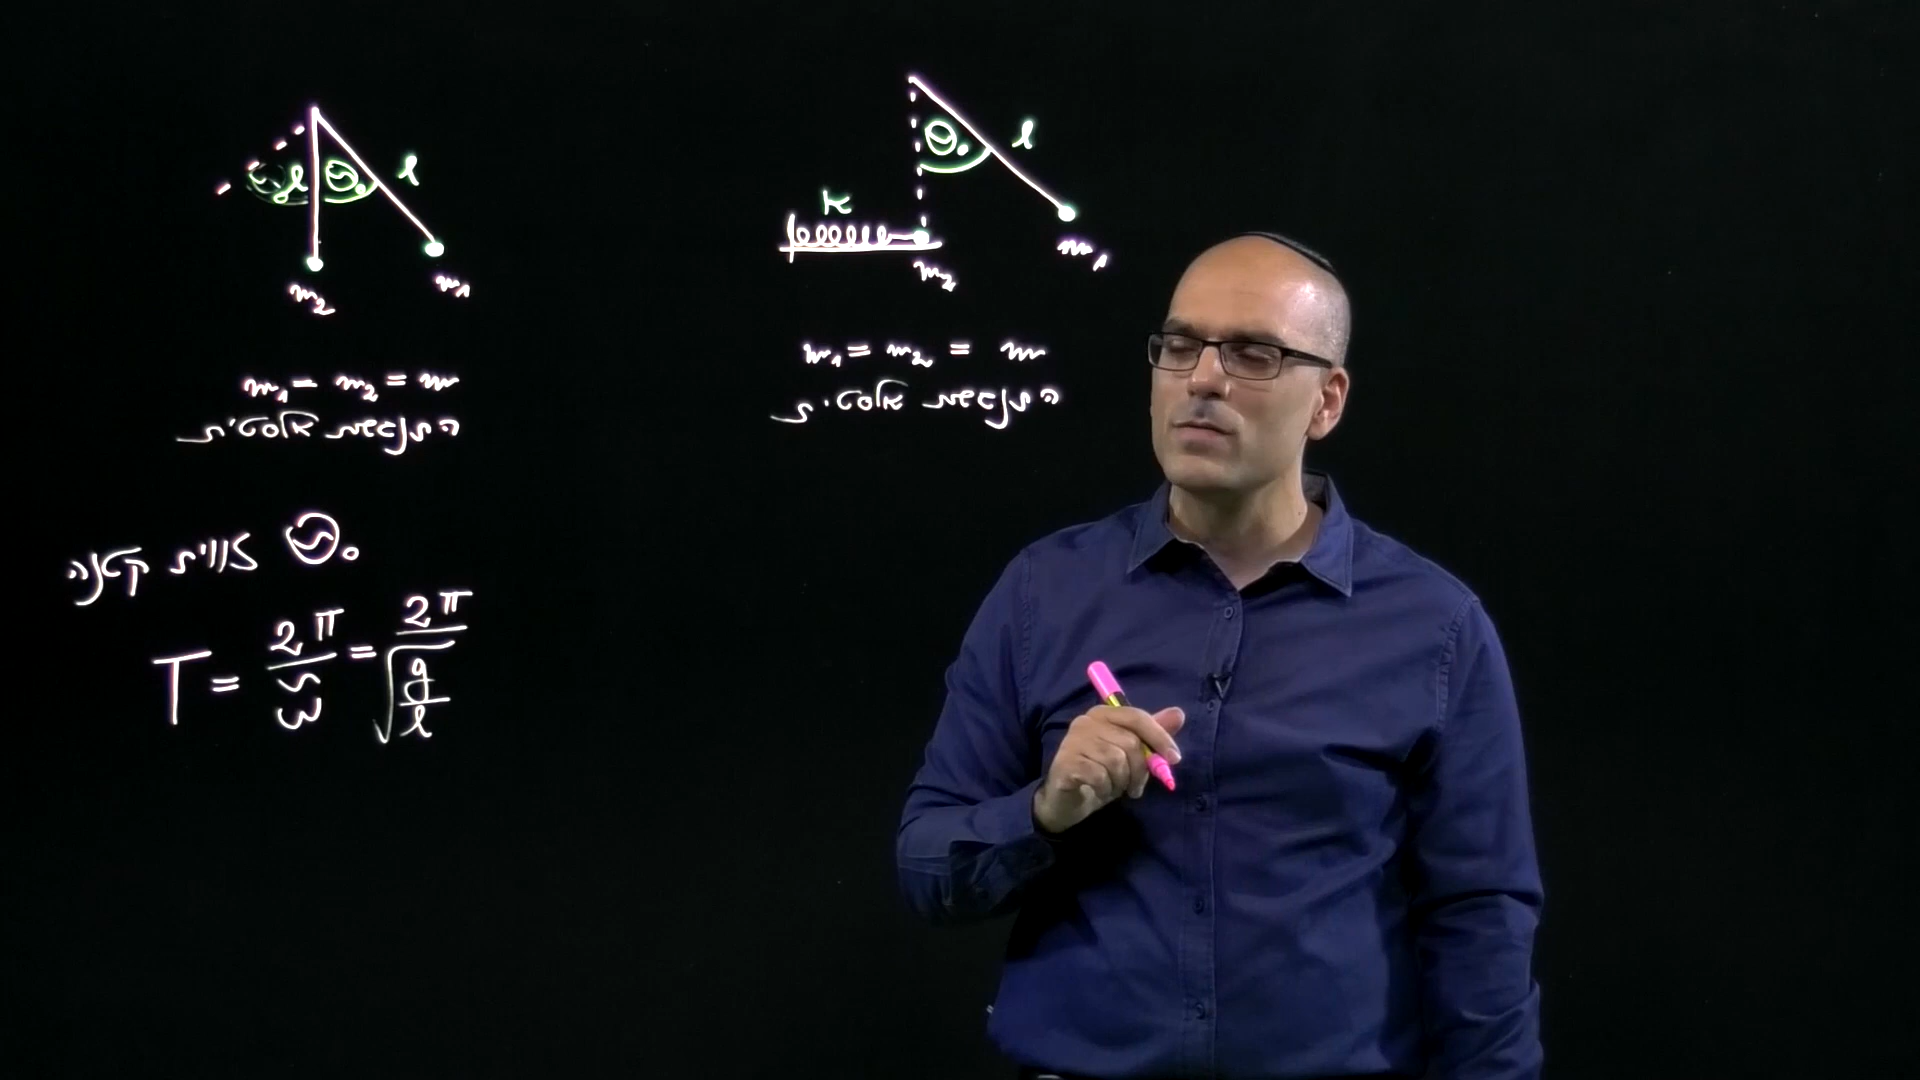 θ₀ l
θ₀ l
m₂ m₁
m₁ = m₂ = m
התנגשות אלסטית
θ₀ זווית קטנה
T = 2π/ω = 2π/√(g/l)
θ₀ l
k
m₂ m₁
m₁ = m₂ = m
התנגשות אלסטית